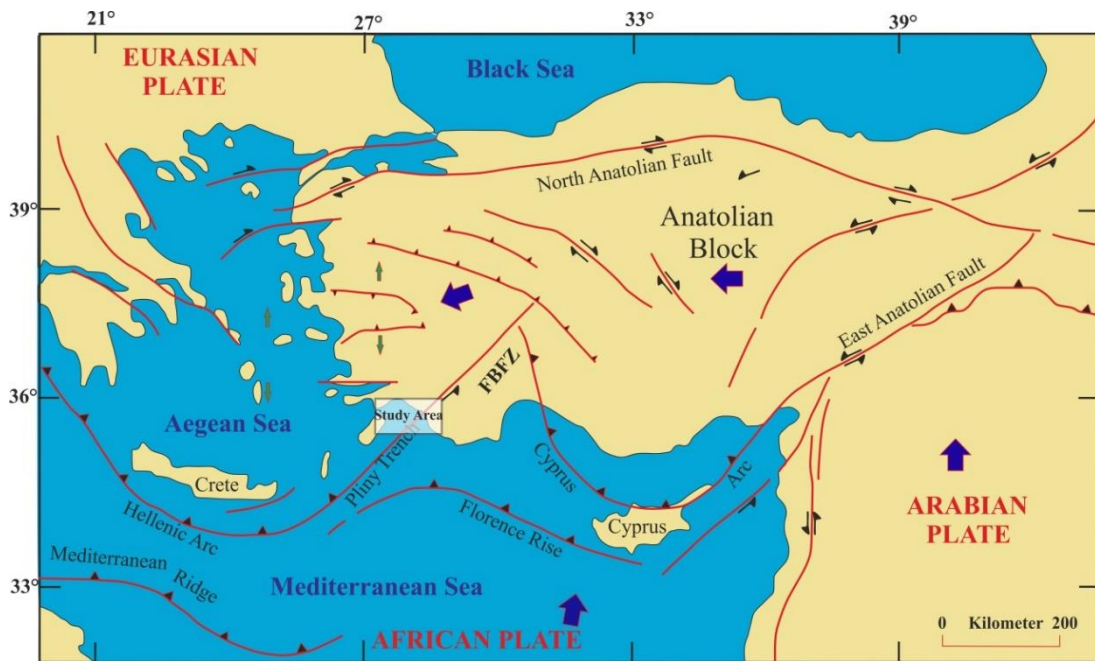 21°
27°
33°
39°
EURASIAN
PLATE
Black Sea
North Anatolian Fault
39°
Anatolian
Block
East Anatolian Fault
FBFZ
36°
Study Area
Aegean Sea
Pliny Trench
Crete
Cyprus
Arc
Hellenic Arc
Florence Rise
Cyprus
ARABIAN
PLATE
Mediterranean
Ridge
33°
Mediterranean Sea
AFRICAN PLATE
0 Kilometer 200